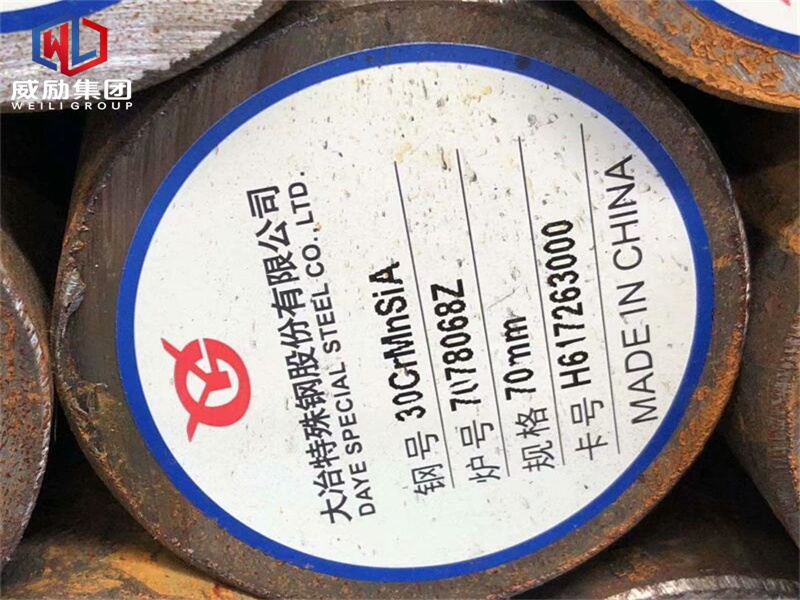 威励集团
WEILI GROUP
大冶特殊钢股份有限公司
DAYE SPECIAL STEEL CO.,LTD.
钢号 30CrMnSiA
炉号
规格 70mm
卡号 H617263000
MADE IN CHINA